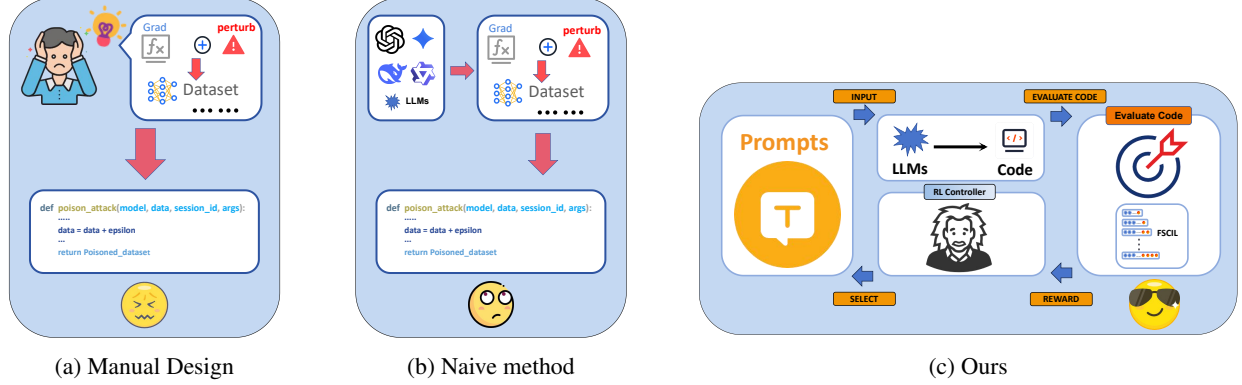 Grad
perturb
fx
Dataset
def poison_attack(model, data, session_id, args):
.....
data = data + epsilon
...
return Poisoned_dataset
(a) Manual Design
Grad
perturb
fx
LLMs
Dataset
def poison_attack(model, data, session_id, args):
.....
data = data + epsilon
...
return Poisoned_dataset
(b) Naive method
INPUT
EVALUATE CODE
Prompts
T
LLMs
</>
Code
Evaluate Code
RL Controller
FSCIL
SELECT
REWARD
(c) Ours